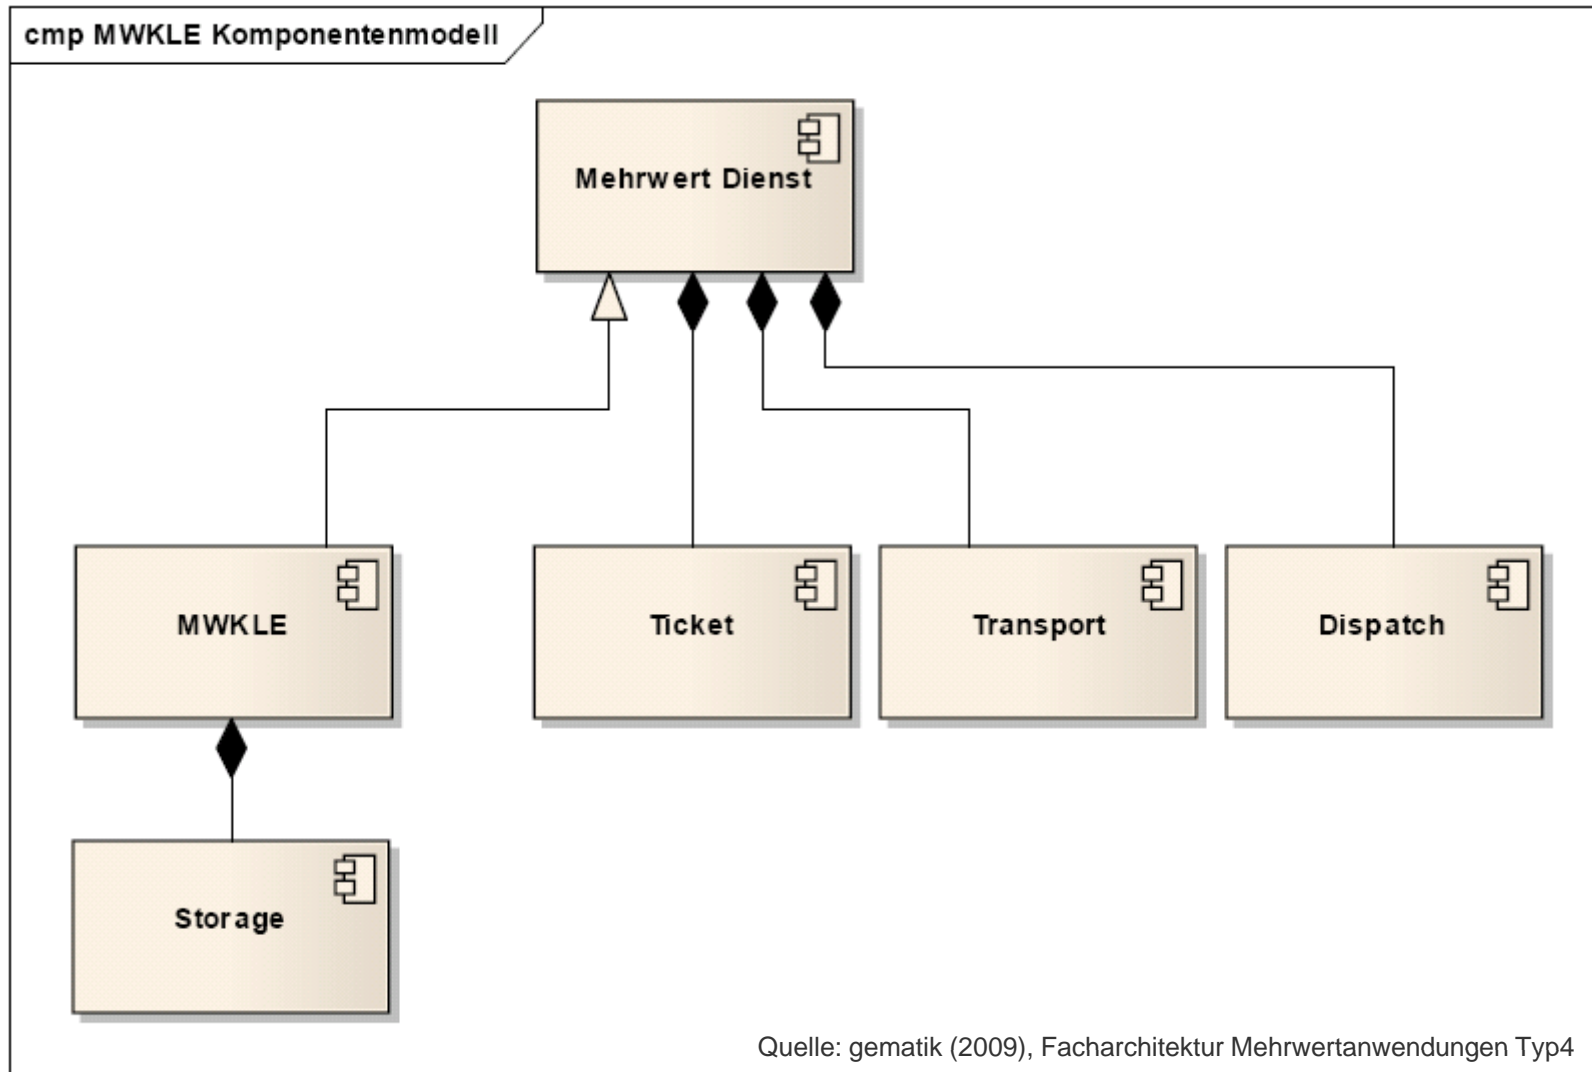 cmp MWKLE Komponentenmodell
Mehrwert Dienst
MWKLE
Ticket
Transport
Dispatch
Storage
Quelle: gematik (2009), Facharchitektur Mehrwertanwendungen Typ4